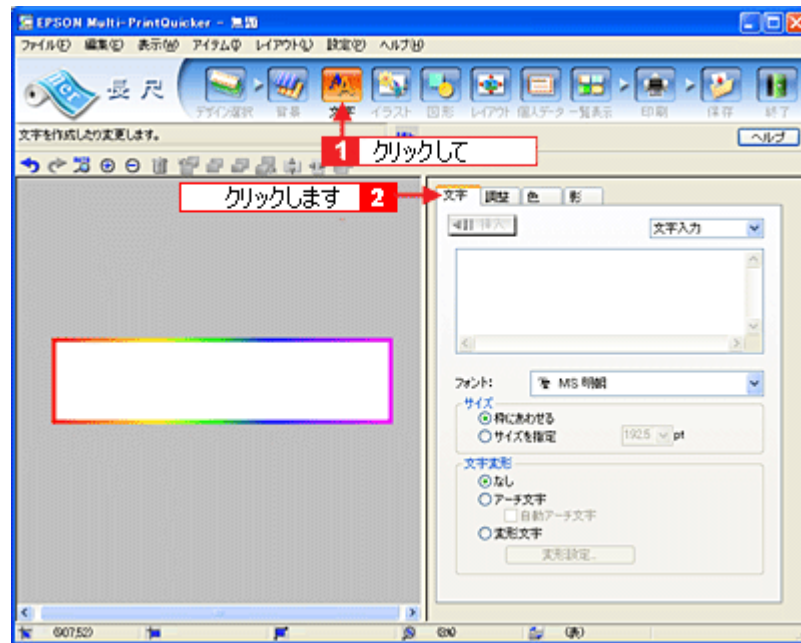 EPSON Multi-PrintQuicker - 無題
ファイル(F) 編集(E) 表示(W) アイテム(I) レイアウト(L) 設定(P) ヘルプ(H)
長尺
デザイン選択 背景 文字 イラスト 図形 レイアウト 個人データ 一覧表示 印刷 保存 終了
文字を作成したり変更します。
ヘルプ
1 クリックして
クリックします 2
文字 調整 色 影
挿入
文字入力
フォント: MS 明朝
サイズ
枠にあわせる
サイズを指定 192.5 pt
文字変形
なし
アーチ文字
自動アーチ文字
変形文字
変形設定...
(907,52) (表)